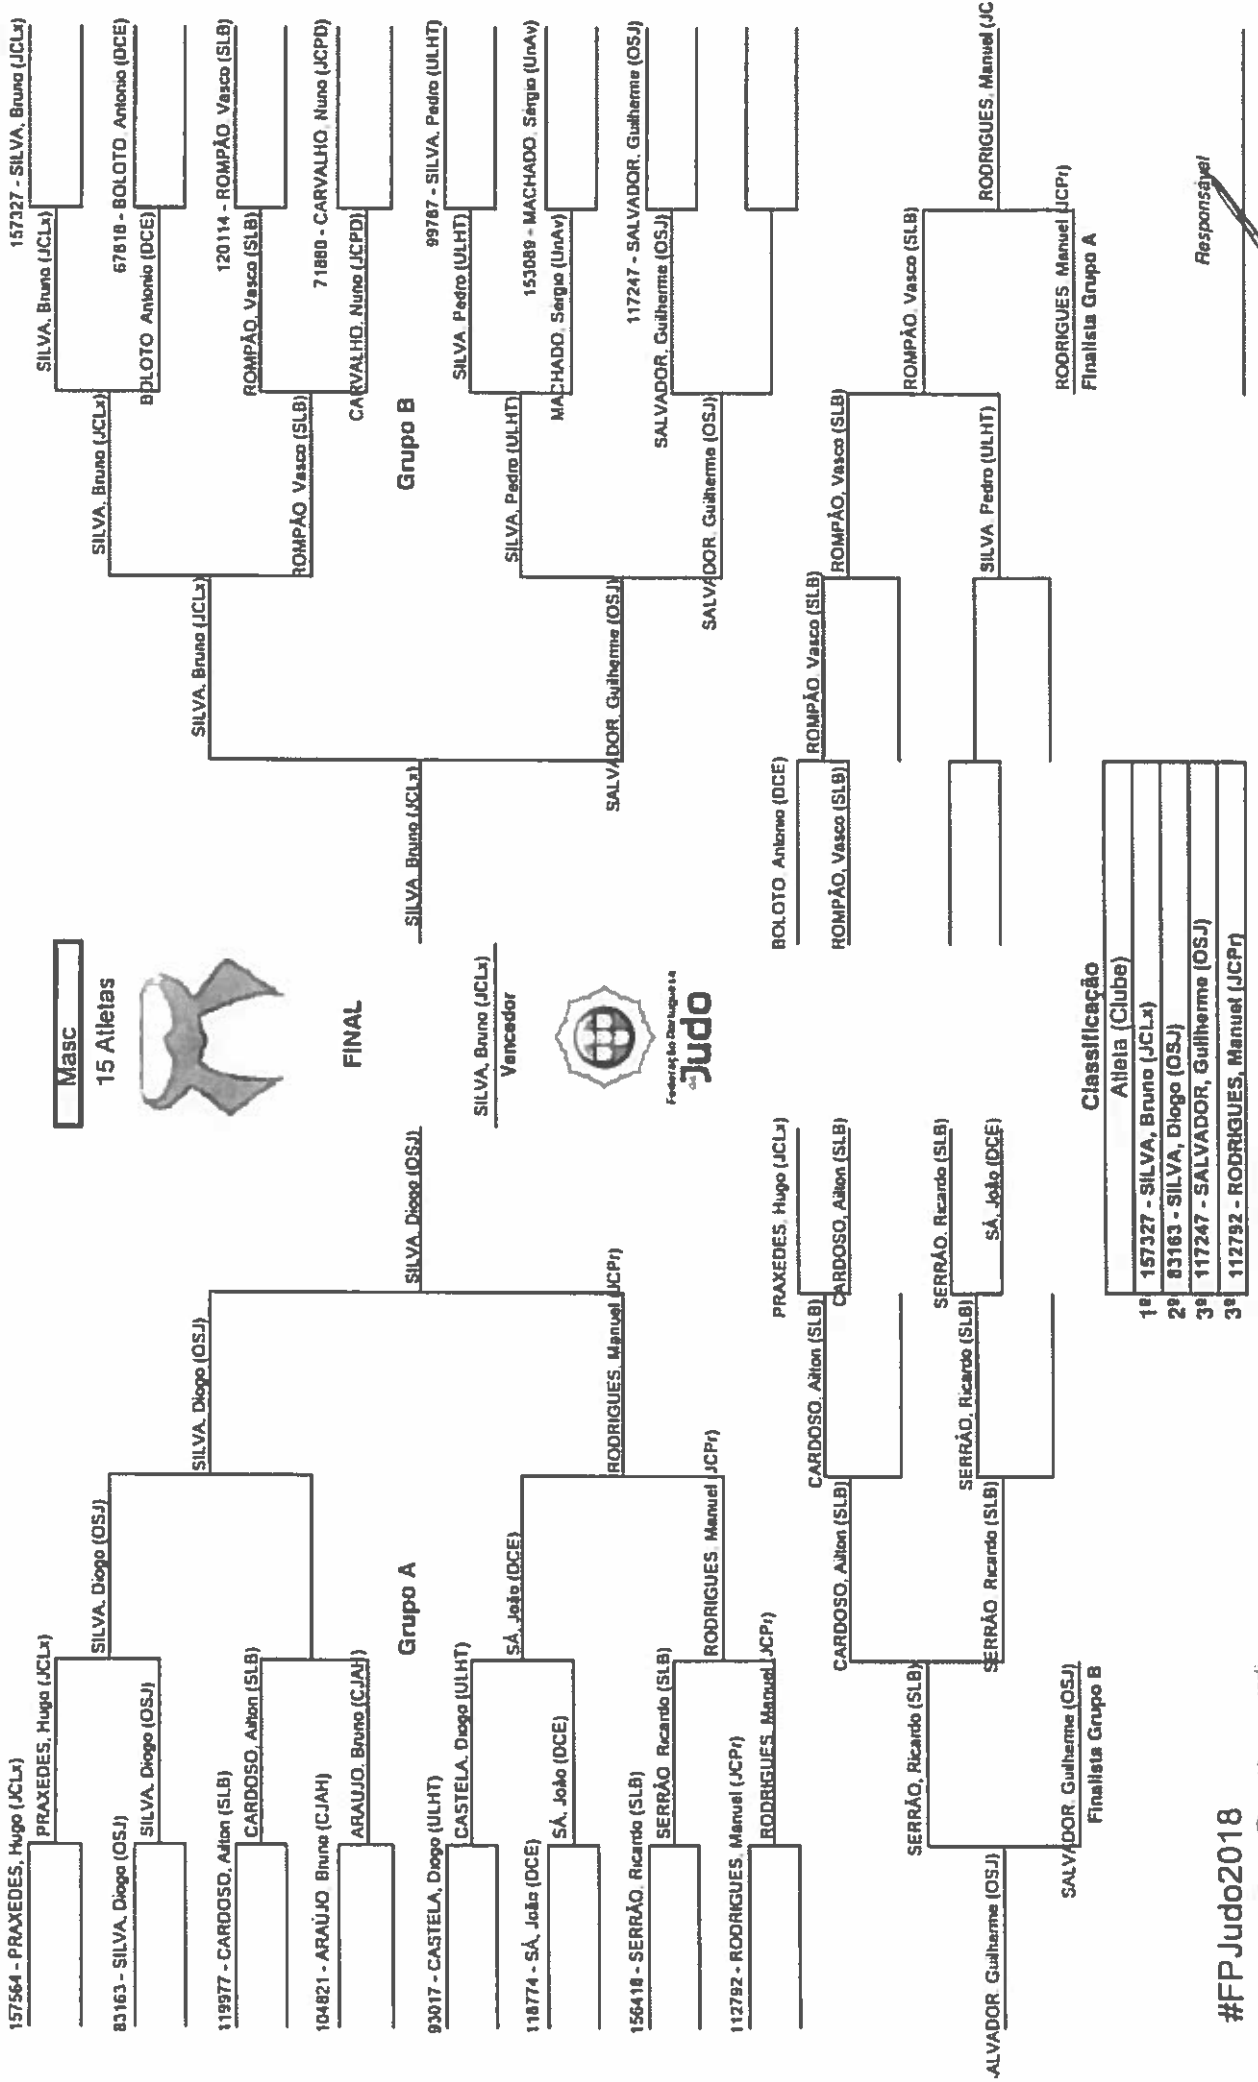 Masc
15 Atletas
FINAL
SILVA, Bruno (JCLx)
Vencedor
Federação Portuguesa
de Judo
157564 - PRAXEDES, Hugo (JCLx)
PRAXEDES, Hugo (JCLx)
83163 - SILVA, Diogo (OSJ)
SILVA, Diogo (OSJ)
SILVA, Diogo (OSJ)
119977 - CARDOSO, Ailton (SLB)
CARDOSO, Ailton (SLB)
104821 - ARAÚJO, Bruno (CJAH)
ARAUJO, Bruno (CJAH)
SILVA, Diogo (OSJ)
Grupo A
SILVA, Diogo (OSJ)
93017 - CASTELA, Diogo (ULHT)
CASTELA, Diogo (ULHT)
118774 - SÁ, João (DCE)
SÁ, João (DCE)
SÁ, João (DCE)
156418 - SERRÃO, Ricardo (SLB)
SERRÃO Ricardo (SLB)
112792 - RODRIGUES, Manuel (JCPr)
RODRIGUES, Manuel (JCPr)
RODRIGUES, Manuel (JCPr)
RODRIGUES, Manuel (JCPr)
157327 - SILVA, Bruno (JCLx)
SILVA, Bruno (JCLx)
67818 - BOLOTO Antonio (DCE)
BOLOTO Antonio (DCE)
SILVA, Bruno (JCLx)
120114 - ROMPÃO Vasco (SLB)
ROMPÃO, Vasco (SLB)
71880 - CARVALHO, Nuno (JCPD)
CARVALHO, Nuno (JCPD)
ROMPÃO Vasco (SLB)
SILVA, Bruno (JCLx)
Grupo B
SILVA, Bruno (JCLx)
99787 - SILVA, Pedro (ULHT)
SILVA, Pedro (ULHT)
153089 - MACHADO, Sérgio (UnAv)
MACHADO, Sérgio (UnAv)
SILVA, Pedro (ULHT)
117247 - SALVADOR, Guilherme (OSJ)
SALVADOR, Guilherme (OSJ)
SALVADOR, Guilherme (OSJ)
SALVADOR, Guilherme (OSJ)
PRAXEDES, Hugo (JCLx)
CARDOSO, Ailton (SLB)
CARDOSO, Ailton (SLB)
CARDOSO, Ailton (SLB)
SERRÃO, Ricardo (SLB)
SÁ, João (DCE)
SERRÃO, Ricardo (SLB)
SERRÃO Ricardo (SLB)
SERRÃO, Ricardo (SLB)
ALVADOR Guilherme (OSJ)
SALVADOR, Guilherme (OSJ)
Finalista Grupo B
BOLOTO Antonio (DCE)
ROMPÃO, Vasco (SLB)
ROMPÃO, Vasco (SLB)
ROMPÃO, Vasco (SLB)
SILVA, Pedro (ULHT)
ROMPÃO, Vasco (SLB)
RODRIGUES, Manuel (JC
RODRIGUES Manuel (JCPr)
Finalista Grupo A
Classificação
Atleta (Clube)
1º 157327 - SILVA, Bruno (JCLx)
2º 83163 - SILVA, Diogo (OSJ)
3º 117247 - SALVADOR, Guilherme (OSJ)
3º 112792 - RODRIGUES, Manuel (JCPr)
Responsável
#FPJudo2018